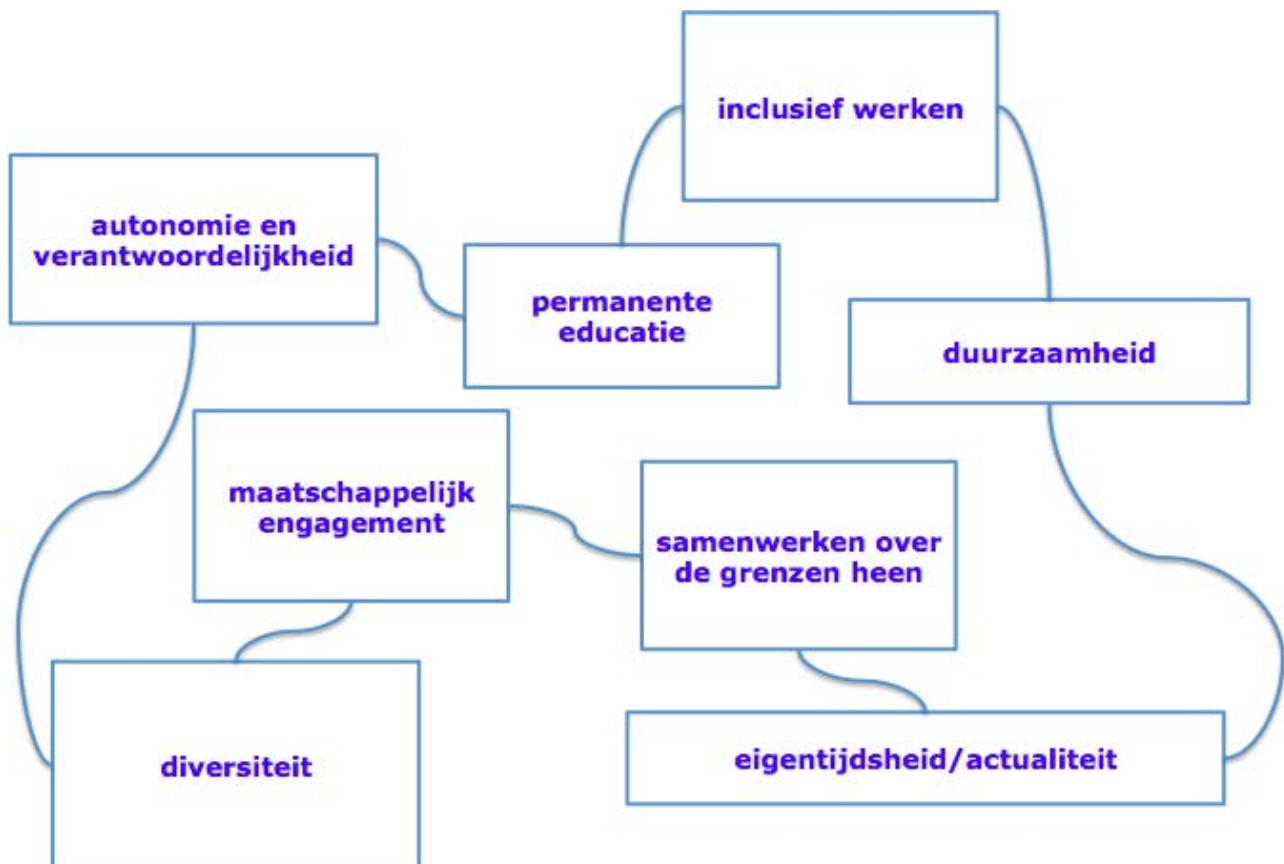 inclusief werken
autonomie en
verantwoordelijkheid
permanente
educatie
duurzaamheid
maatschappelijk
engagement
samenwerken over
de grenzen heen
diversiteit
eigentijdsheid/actualiteit